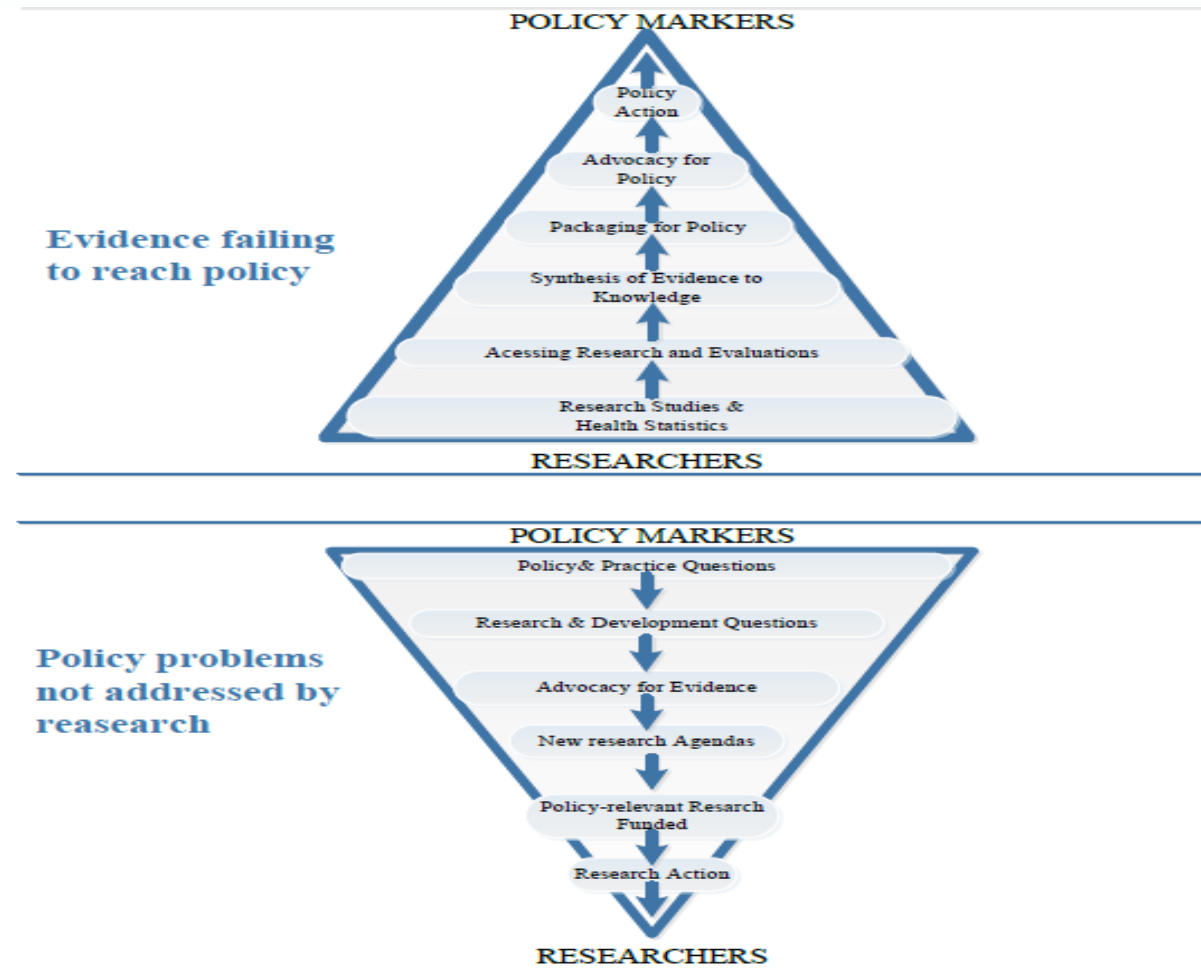 POLICY MARKERS
Policy
Action
Advocacy for
Policy
Packaging for Policy
Evidence failing
to reach policy
Synthesis of Evidence to
Knowledge
Acessing Research and Evaluations
Research Studies &
Health Statistics
RESEARCHERS
POLICY MARKERS
Policy& Practice Questions
Research & Development Questions
Policy problems
not addressed by
reasearch
Advocacy for Evidence
New research Agendas
Policy-relevant Resarch
Funded
Research Action
RESEARCHERS